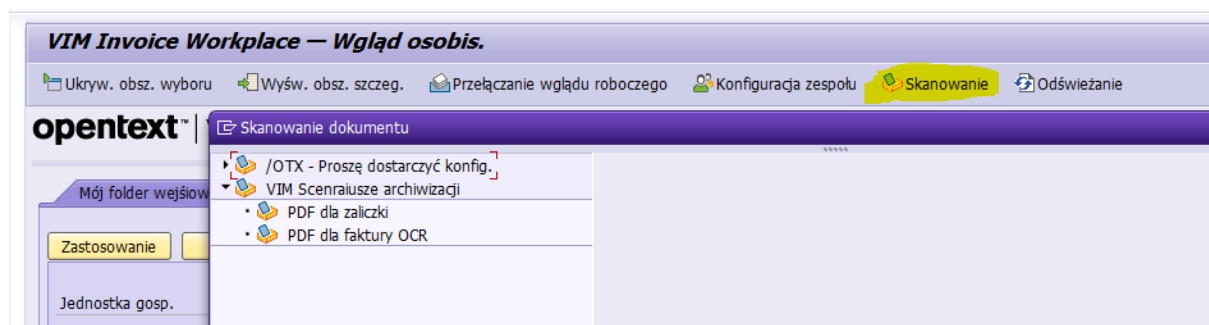 VIM Invoice Workplace — Wgląd osobis.
Ukryw. obsz. wyboru Wyśw. obsz. szczeg. Przełączanie wglądu roboczego Konfiguracja zespołu Skanowanie Odświeżanie
opentext™ |
Skanowanie dokumentu
/OTX - Proszę dostarczyć konfig.
VIM Scenraiusze archiwizacji
PDF dla zaliczki
PDF dla faktury OCR
Mój folder wejśiow
Zastosowanie
Jednostka gosp.